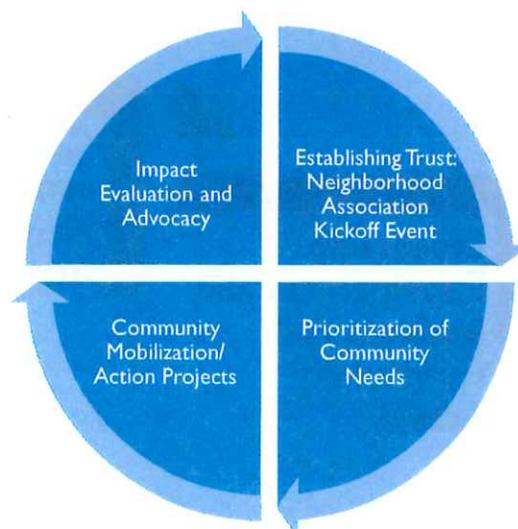 Impact
Evaluation and
Advocacy
Establishing Trust:
Neighborhood
Association
Kickoff Event
Community
Mobilization/
Action Projects
Prioritization of
Community
Needs